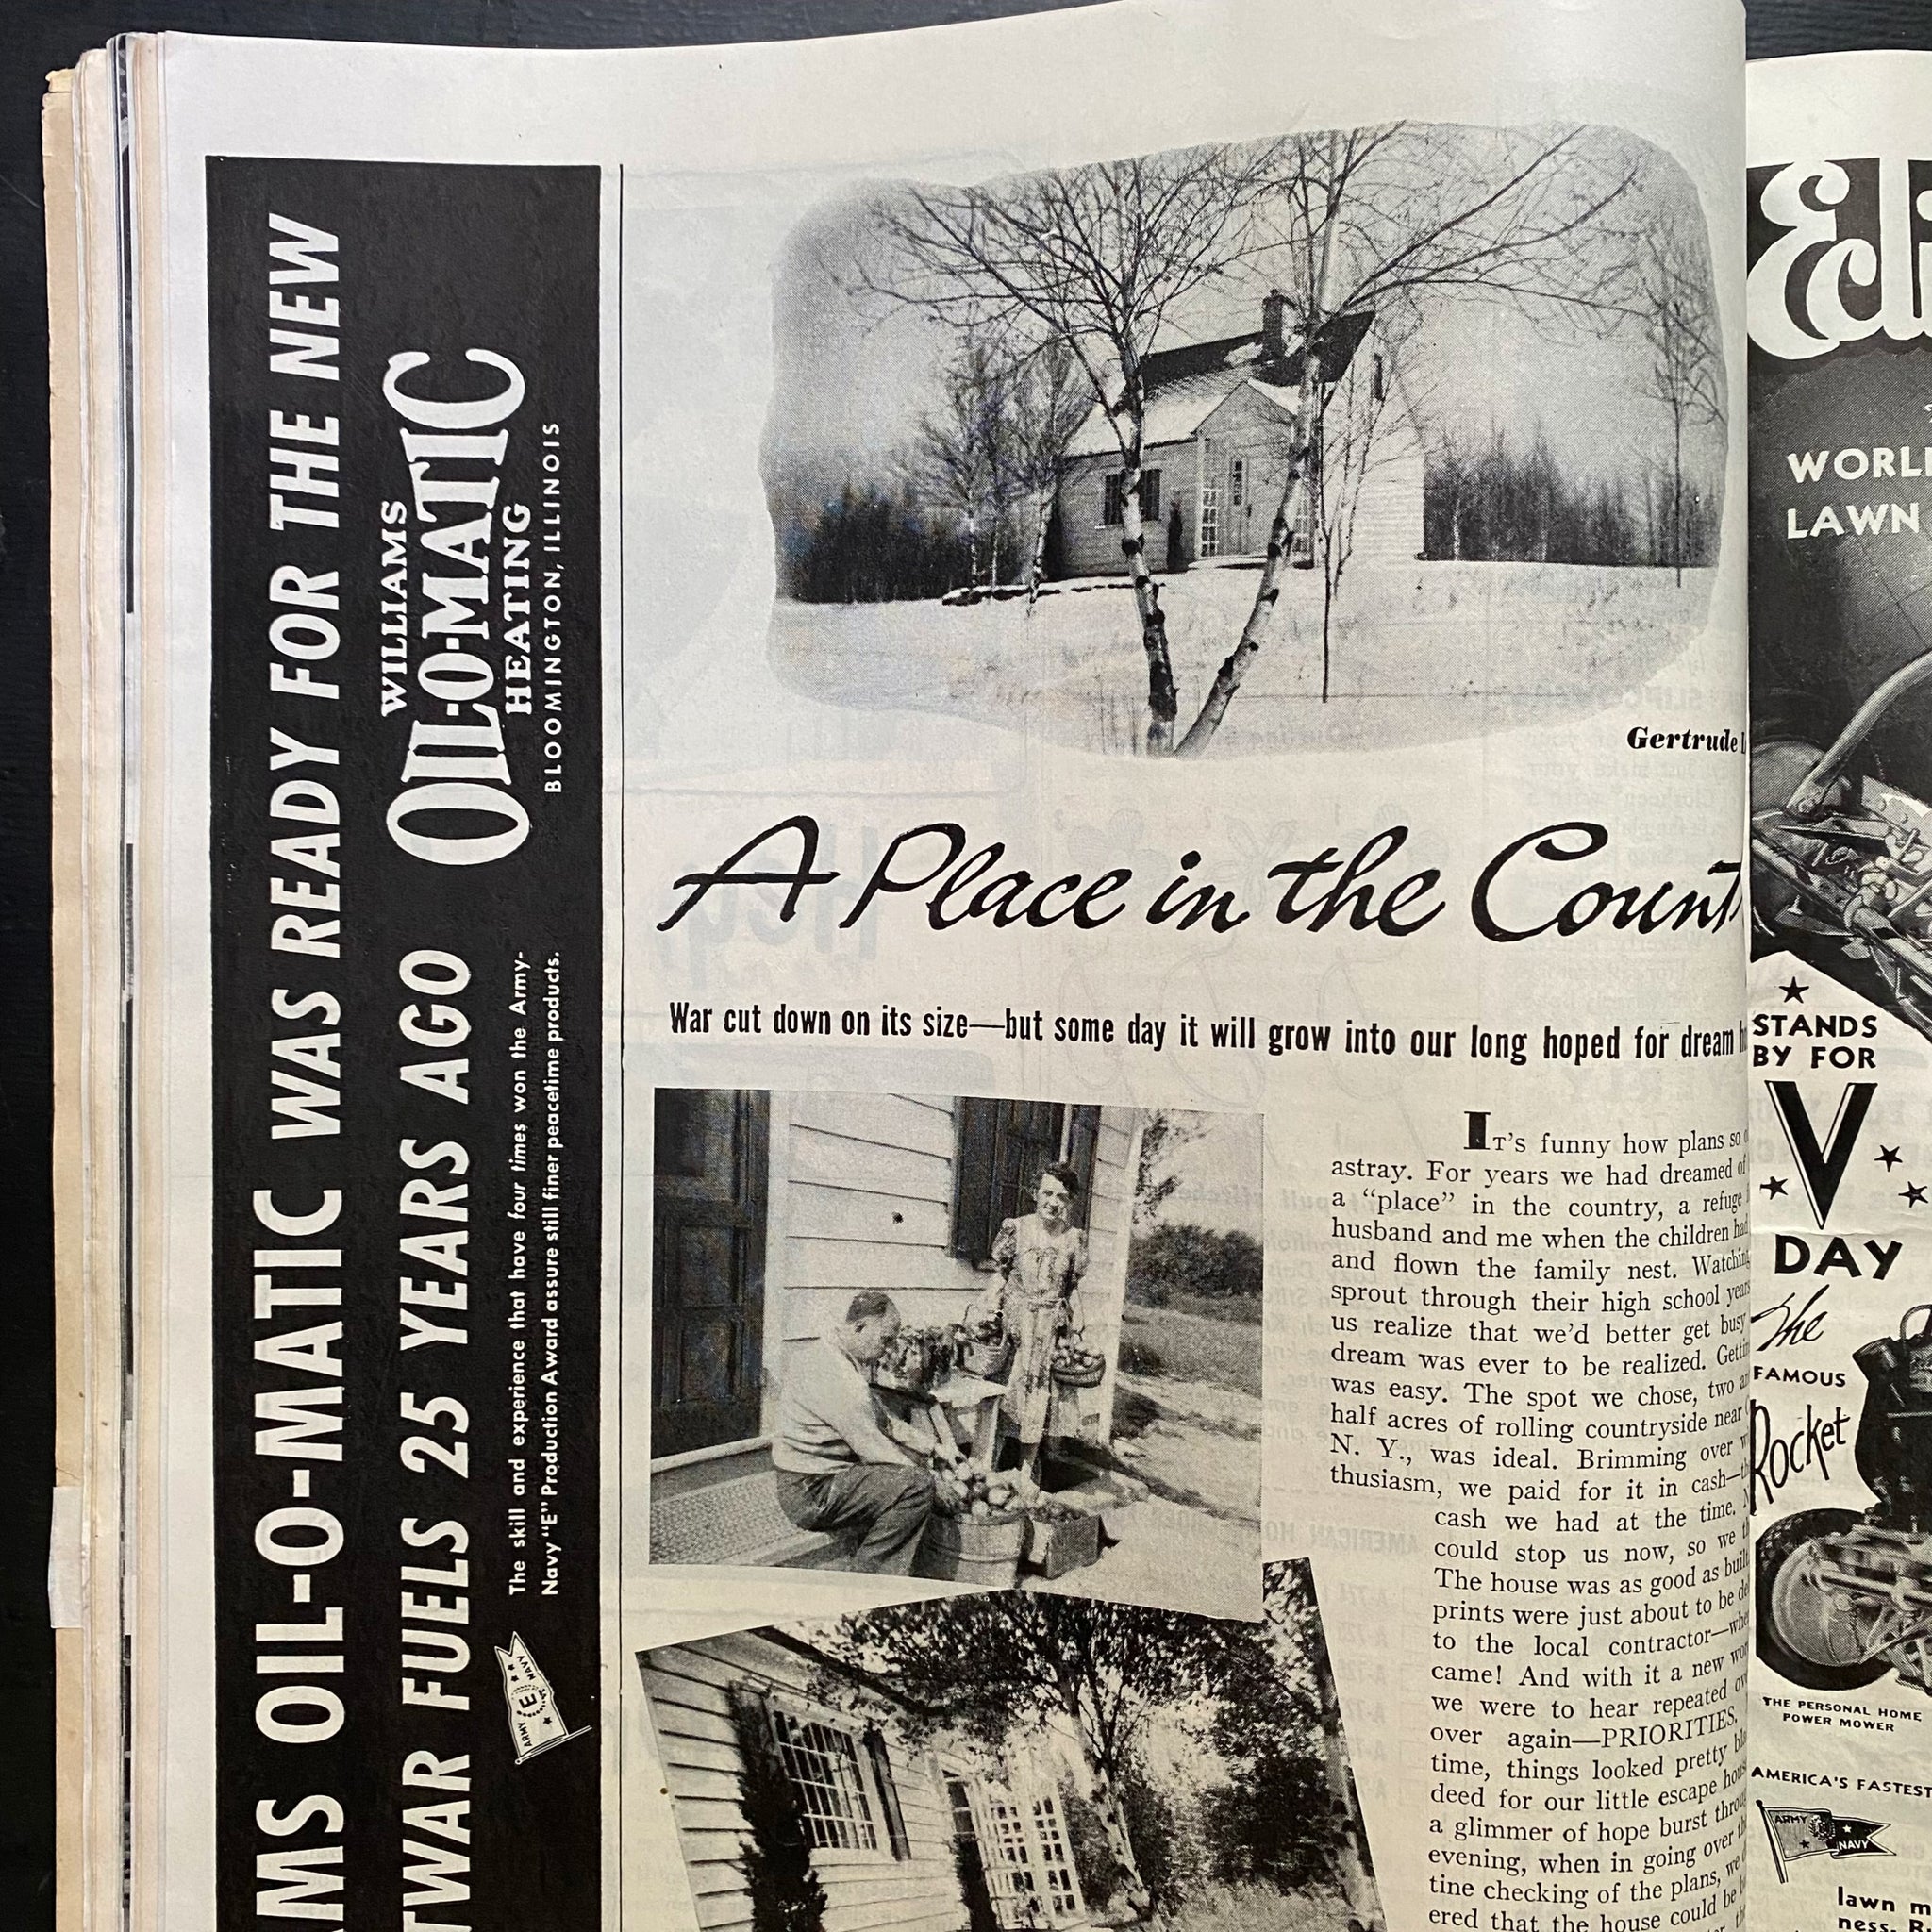 AMS OIL-O-MATIC WAS READY FOR THE NEW
TWAR FUELS 25 YEARS AGO
WILLIAMS
OIL-O-MATIC
HEATING
BLOOMINGTON, ILLINOIS
The skill and experience that have four times won the Army-
Navy "E" Production Award assure still finer peacetime products.
ARMY E NAVY
Gertrude
A Place in the Count
War cut down on its size—but some day it will grow into our long hoped for dream
IT'S funny how plans so
astray. For years we had dreamed of
a "place" in the country, a refuge
husband and me when the children had
and flown the family nest. Watching
sprout through their high school years
us realize that we'd better get busy
dream was ever to be realized. Getti
was easy. The spot we chose, two a
half acres of rolling countryside near
N. Y., was ideal. Brimming over w
thusiasm, we paid for it in cash—th
cash we had at the time. N
could stop us now, so we th
The house was as good as built
prints were just about to be de
to the local contractor—whe
came! And with it a new wor
we were to hear repeated ov
over again—PRIORITIES.
time, things looked pretty bl
deed for our little escape hous
a glimmer of hope burst throu
evening, when in going over th
tine checking of the plans, we
ered that the house could be
WORL
LAWN
STANDS
BY FOR
V
DAY
The
FAMOUS
Rocket
THE PERSONAL HOME
POWER MOWER
AMERICA'S FASTEST
ARMY NAVY
lawn m
ness.